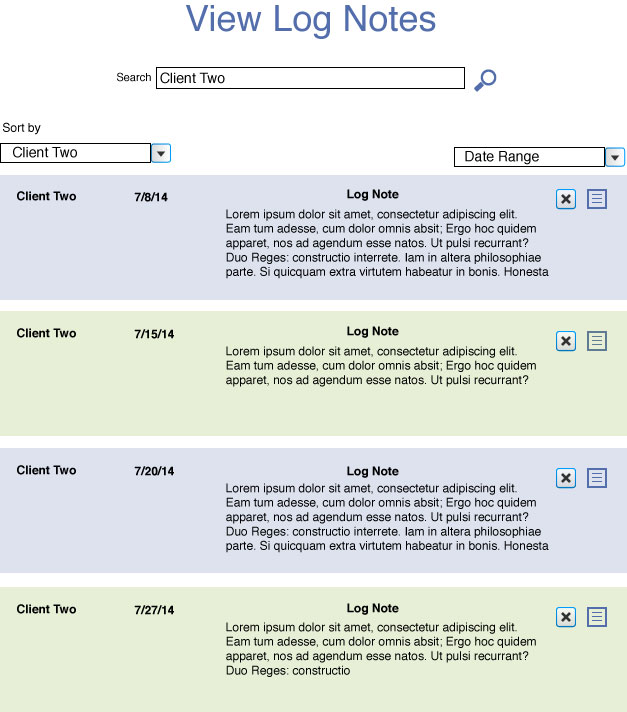 View Log Notes
Search Client Two
Sort by
Client Two Date Range
Client Two 7/8/14 Log Note
Lorem ipsum dolor sit amet, consectetur adipiscing elit.
Eam tum adesse, cum dolor omnis absit; Ergo hoc quidem
apparet, nos ad agendum esse natos. Ut pulsi recurrant?
Duo Reges: constructio interrete. Iam in altera philosophiae
parte. Si quicquam extra virtutem habeatur in bonis. Honesta
Client Two 7/15/14 Log Note
Lorem ipsum dolor sit amet, consectetur adipiscing elit.
Eam tum adesse, cum dolor omnis absit; Ergo hoc quidem
apparet, nos ad agendum esse natos. Ut pulsi recurrant?
Client Two 7/20/14 Log Note
Lorem ipsum dolor sit amet, consectetur adipiscing elit.
Eam tum adesse, cum dolor omnis absit; Ergo hoc quidem
apparet, nos ad agendum esse natos. Ut pulsi recurrant?
Duo Reges: constructio interrete. Iam in altera philosophiae
parte. Si quicquam extra virtutem habeatur in bonis. Honesta
Client Two 7/27/14 Log Note
Lorem ipsum dolor sit amet, consectetur adipiscing elit.
Eam tum adesse, cum dolor omnis absit; Ergo hoc quidem
apparet, nos ad agendum esse natos. Ut pulsi recurrant?
Duo Reges: constructio